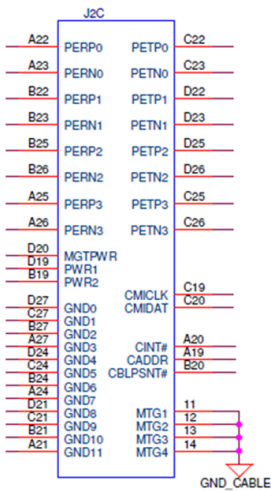 J2C
A22 PERP0 PETP0 C22
A23 PERN0 PETN0 C23
B22 PERP1 PETP1 D22
B23 PERN1 PETN1 D23
B25 PERP2 PETP2 D25
B26 PERN2 PETN2 D26
A25 PERP3 PETP3 C25
A26 PERN3 PETN3 C26
D20 MGTPWR
D19 PWR1
B19 PWR2
CMICLK C19
CMIDAT C20
D27 GND0
C27 GND1
B27 GND2
A27 GND3 CINT# A20
D24 GND4 CADDR A19
C24 GND5 CBLPSNT# B20
B24 GND6
A24 GND7
D21 GND8 MTG1 11
C21 GND9 MTG2 12
B21 GND10 MTG3 13
A21 GND11 MTG4 14
GND_CABLE